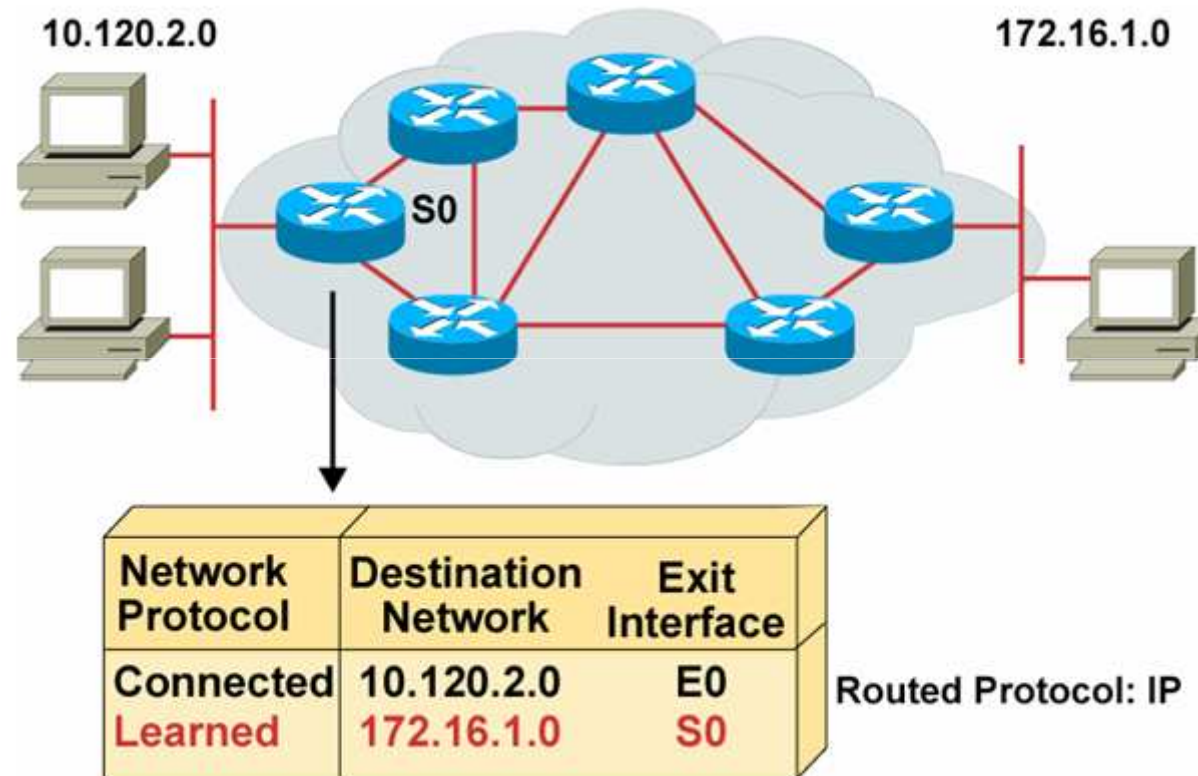 10.120.2.0
172.16.1.0
S0
Network Protocol
Destination Network
Exit Interface
Connected 10.120.2.0 E0
Learned 172.16.1.0 S0
Routed Protocol: IP